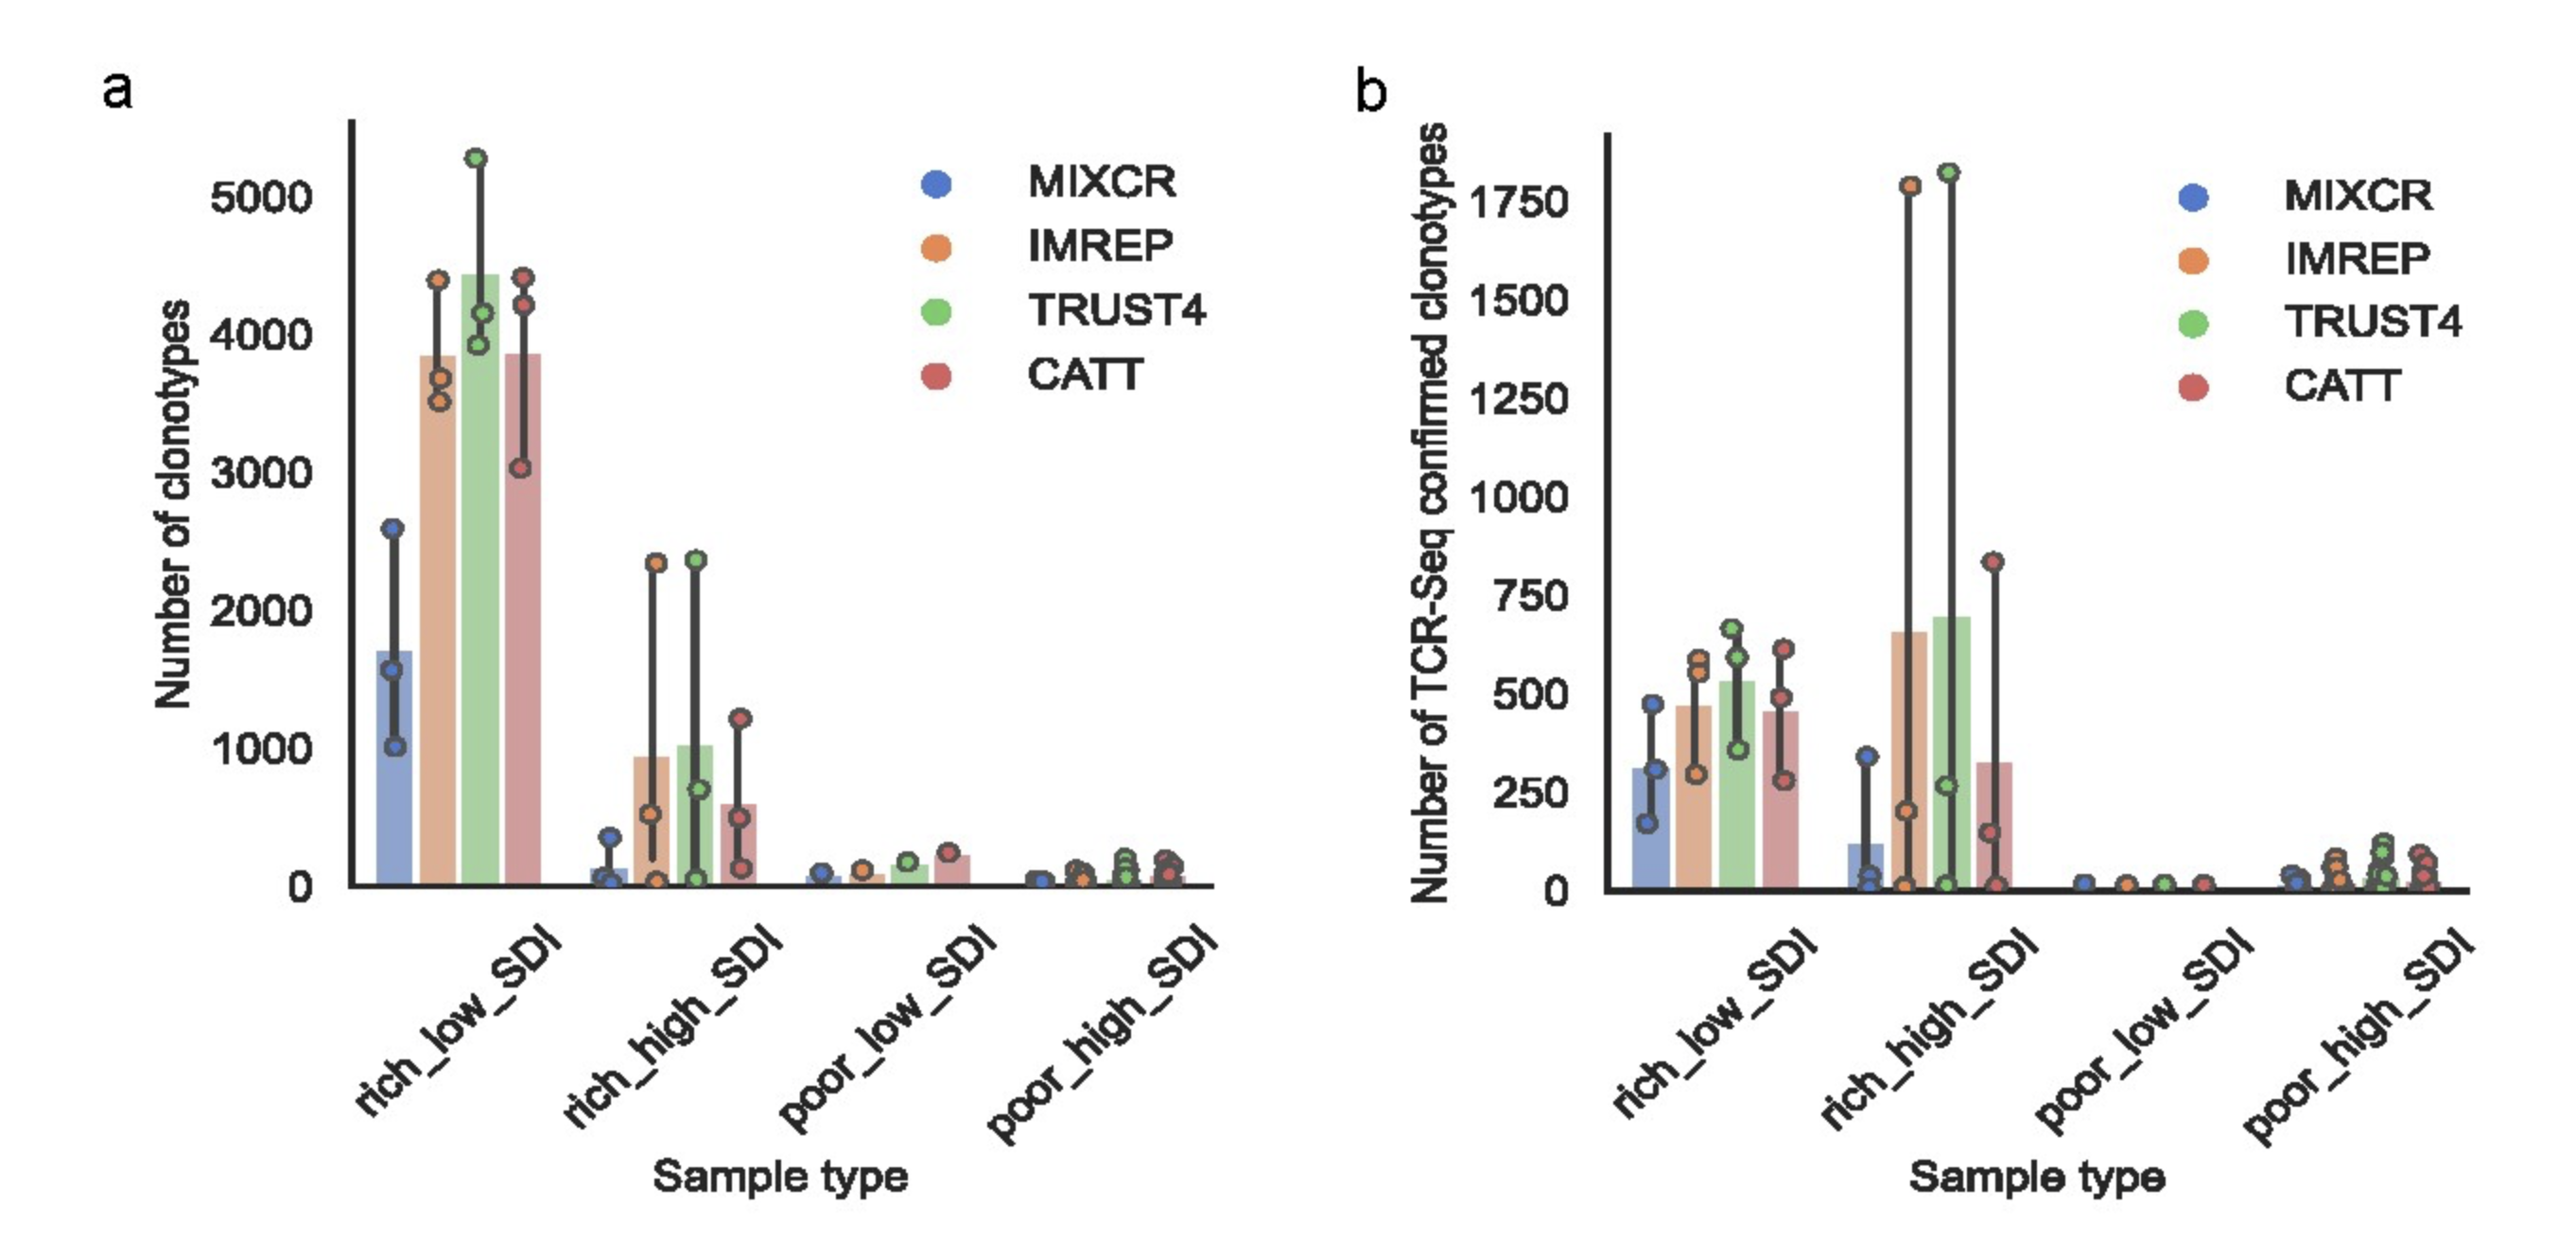 a
Number of clonotypes
5000
4000
3000
2000
1000
0
MIXCR
IMREP
TRUST4
CATT
rich_low_SDI
rich_high_SDI
poor_low_SDI
poor_high_SDI
Sample type
b
Number of TCR-Seq confirmed clonotypes
1750
1500
1250
1000
750
500
250
0
MIXCR
IMREP
TRUST4
CATT
rich_low_SDI
rich_high_SDI
poor_low_SDI
poor_high_SDI
Sample type